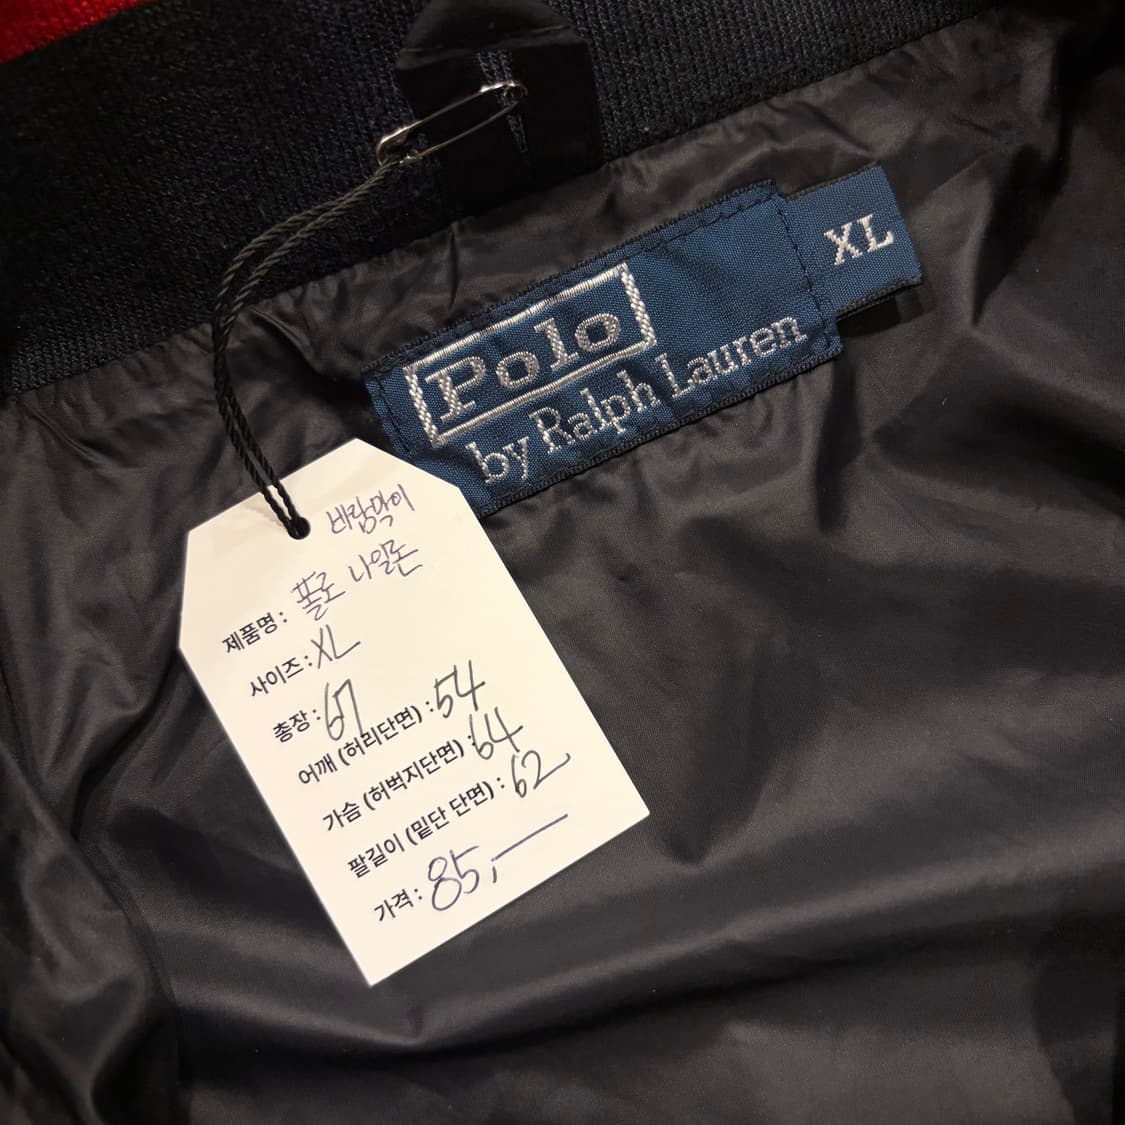 XL
Polo
by Ralph Lauren
바람막이
제품명: 폴로 나일론
사이즈: XL
총장: 67
어깨 (허리단면) : 54
가슴 (허벅지단면) : 64
팔길이 (밑단 단면) : 62
가격: 85,—